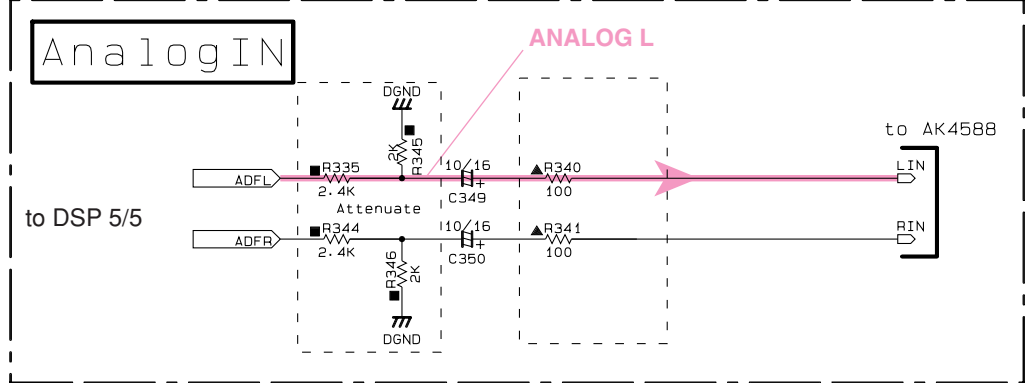 ANALOG L
AnalogIN
DGND
2K
R345
to AK4588
R335
10/16
R340
LIN
ADFL
2.4K
C349
100
Attenuate
to DSP 5/5
R344
10/16
R341
RIN
ADFR
2.4K
C350
100
R346
2K
DGND